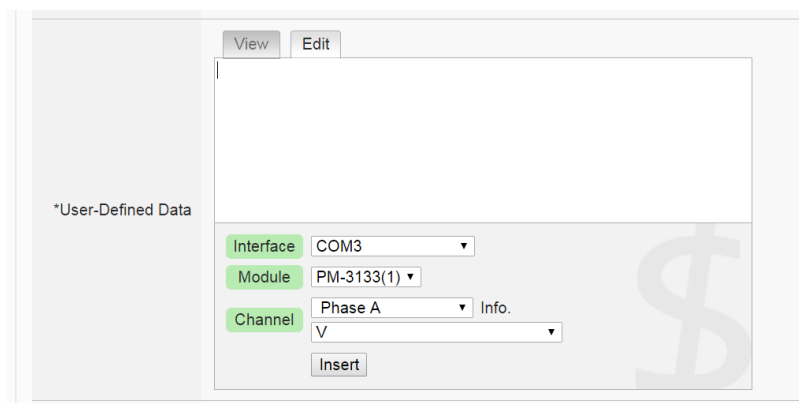 View Edit
*User-Defined Data
Interface COM3
Module PM-3133(1)
Channel Phase A Info.
V
Insert
$